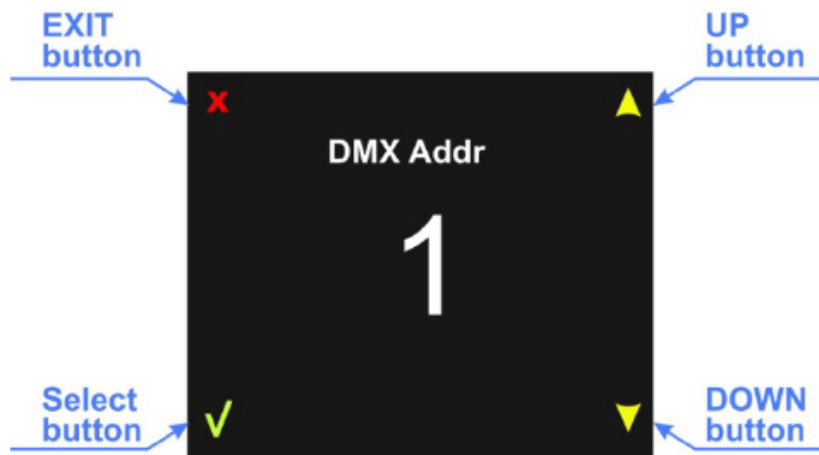 EXIT
button
UP
button
X
DMX Addr
1
Select
button
√
DOWN
button